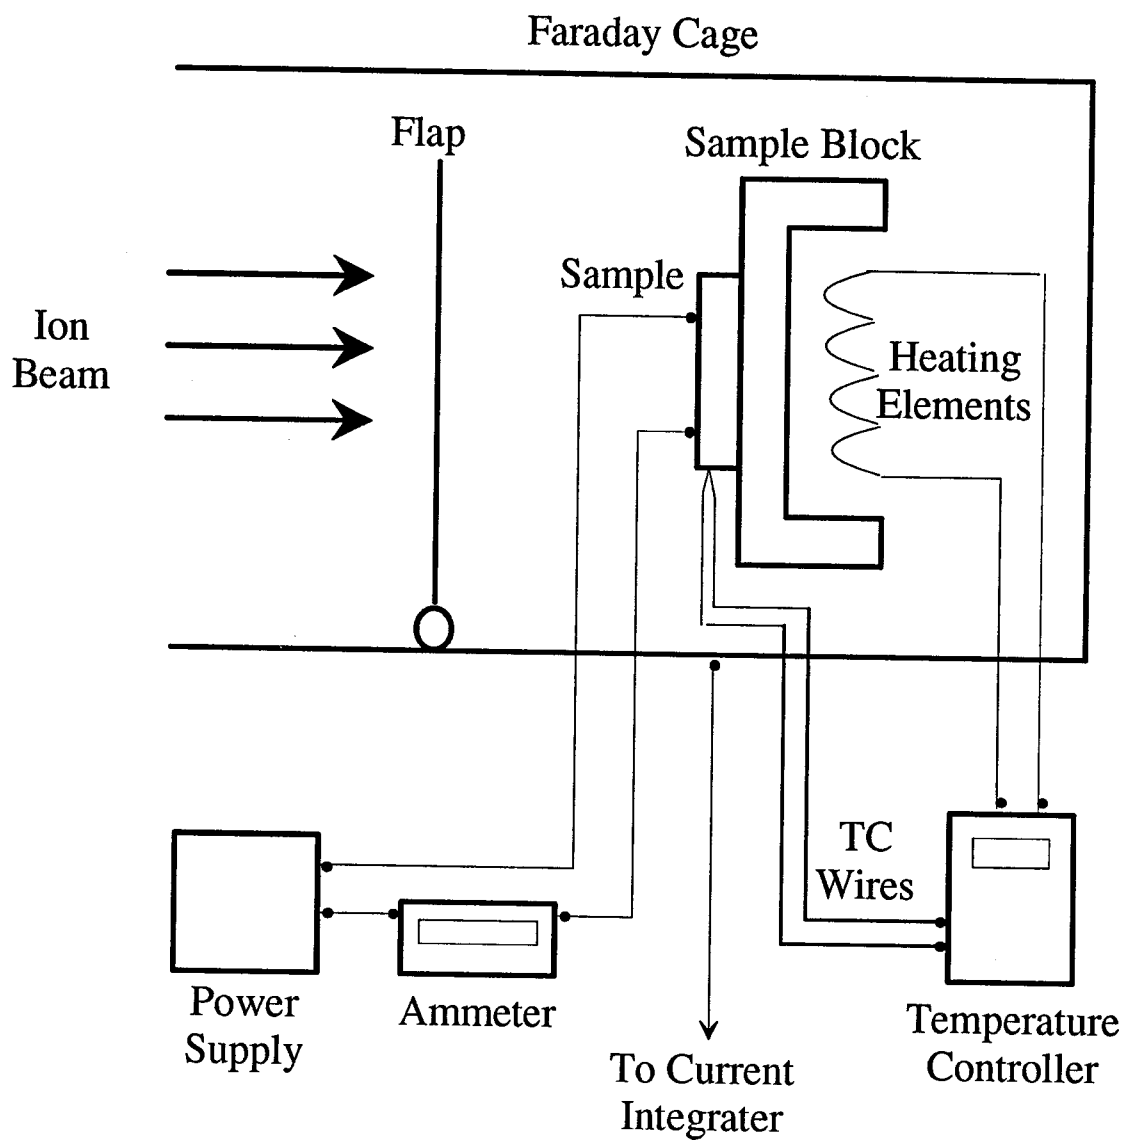 Faraday Cage
Flap
Sample Block
Sample
Ion
Beam
Heating
Elements
TC
Wires
Power
Supply
Ammeter
Temperature
Controller
To Current
Integrater